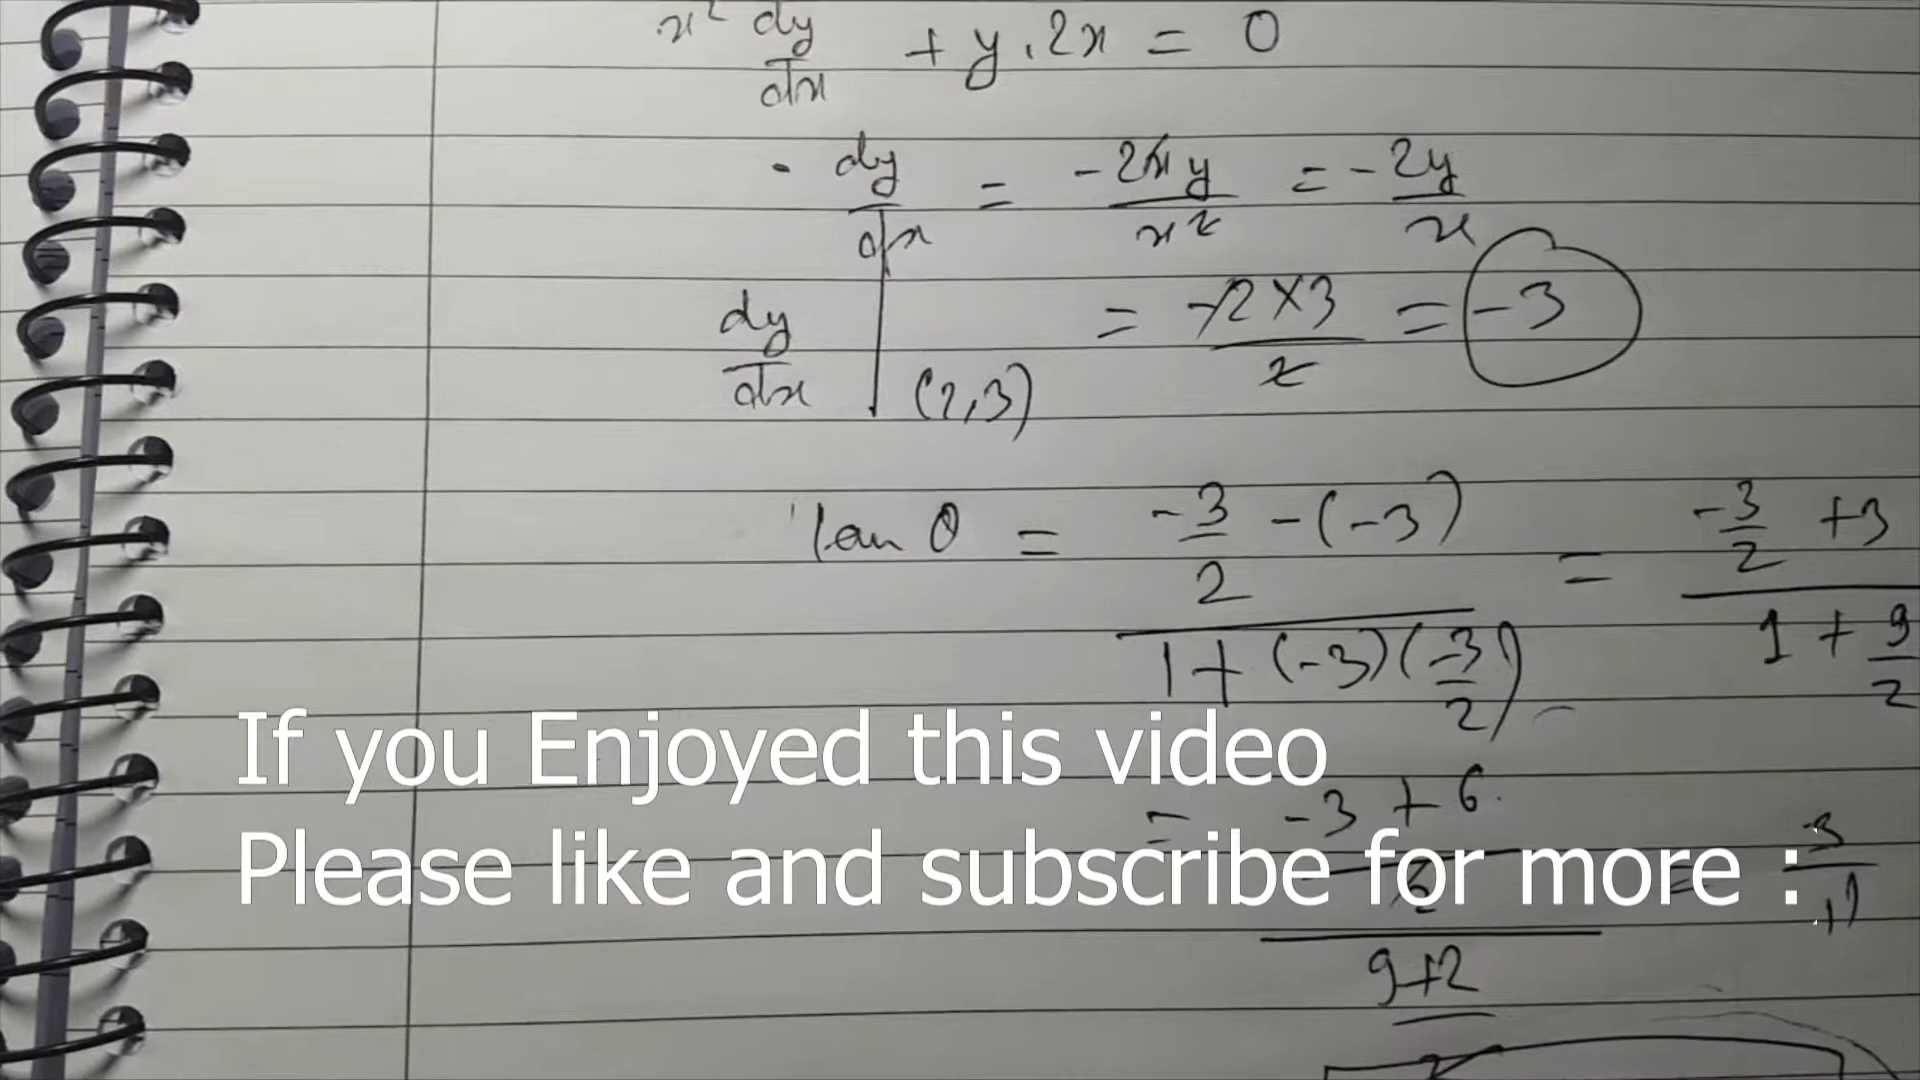 x² dy/dx + y.2x = 0
dy/dx = -2xy/x² = -2y/x
dy/dx | (2,3) = -2×3/2 = -3
tan θ = (-3/2 - (-3))/(1 + (-3)(-3/2)) = (-3/2 + 3)/(1 + 9/2)
If you Enjoyed this video
= -3 + 6
Please like and subscribe for more :
= 3/11
9+2